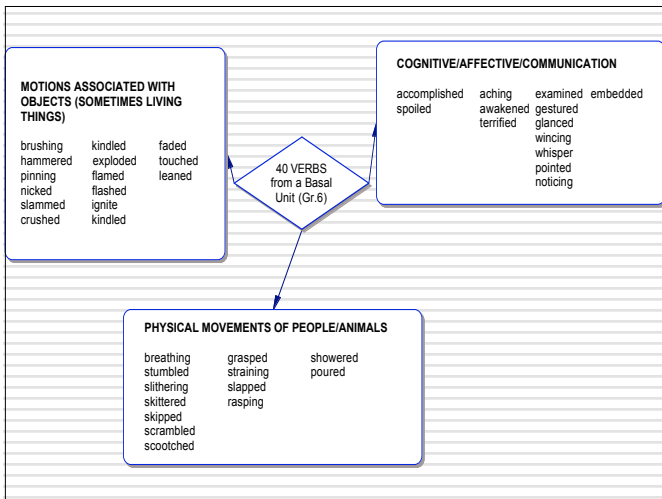 MOTIONS ASSOCIATED WITH
OBJECTS (SOMETIMES LIVING
THINGS)
brushing kindled faded
hammered exploded touched
pinning flamed leaned
nicked flashed
slammed ignite
crushed kindled
40 VERBS
from a Basal
Unit (Gr.6)
COGNITIVE/AFFECTIVE/COMMUNICATION
accomplished aching examined embedded
spoiled awakened gestured
terrified glanced
wincing
whisper
pointed
noticing
PHYSICAL MOVEMENTS OF PEOPLE/ANIMALS
breathing grasped showered
stumbled straining poured
slithering slapped
skittered rasping
skipped
scrambled
scootched